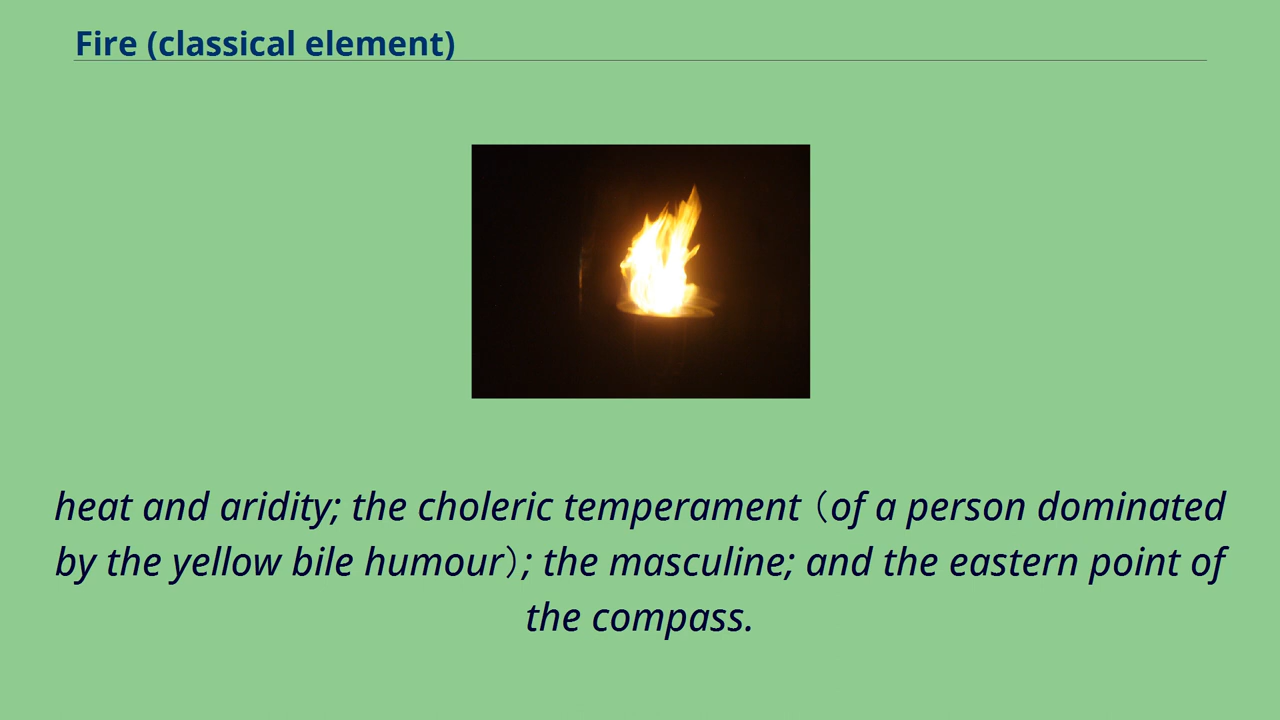 Fire (classical element)
heat and aridity; the choleric temperament (of a person dominated
by the yellow bile humour); the masculine; and the eastern point of
the compass.